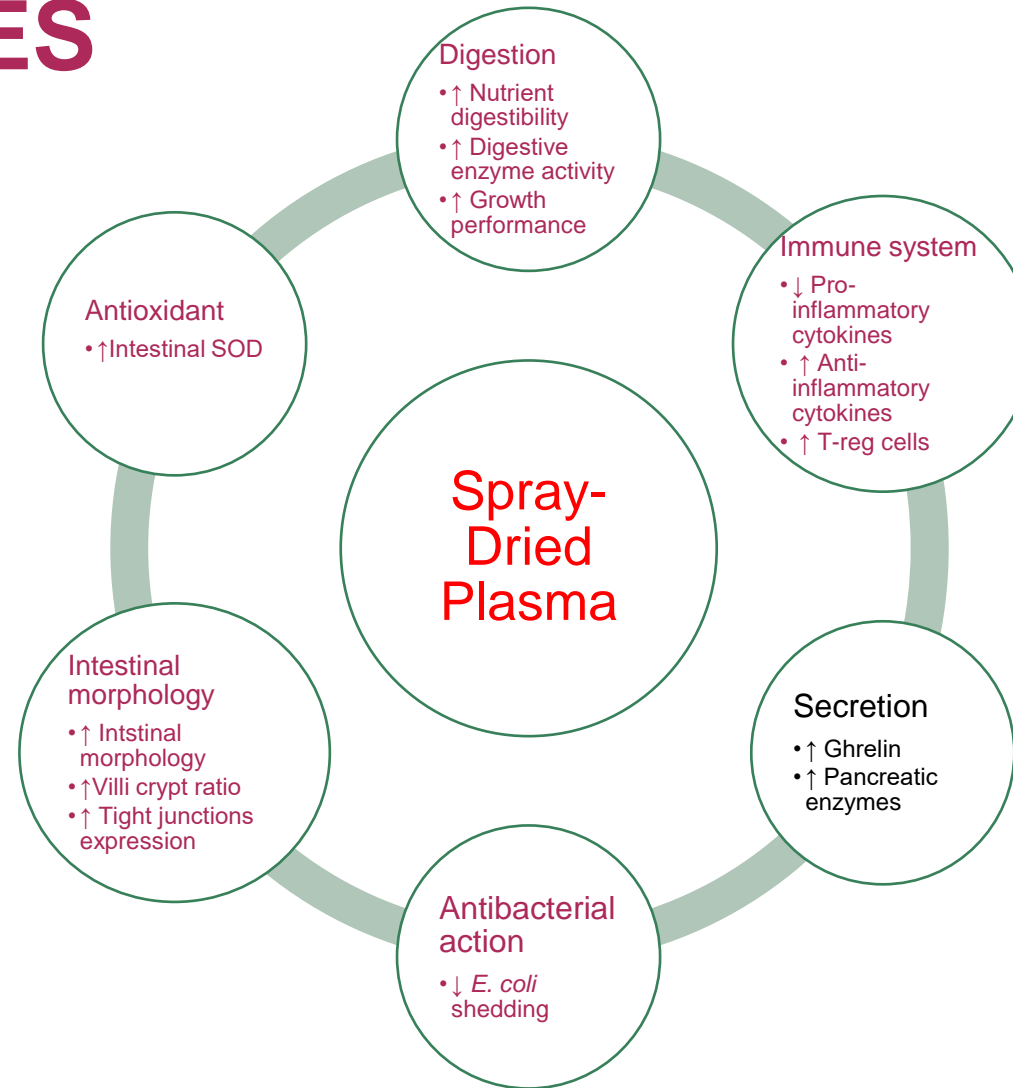 ES
Digestion
•↑ Nutrient
digestibility
•↑ Digestive
enzyme activity
•↑ Growth
performance
Immune system
•↓ Pro-
inflammatory
cytokines
• ↑ Anti-
inflammatory
cytokines
• ↑ T-reg cells
Antioxidant
•↑Intestinal SOD
Spray-
Dried
Plasma
Intestinal
morphology
•↑ Intstinal
morphology
•↑Villi crypt ratio
•↑ Tight junctions
expression
Secretion
•↑ Ghrelin
•↑ Pancreatic
enzymes
Antibacterial
action
•↓ E. coli
shedding